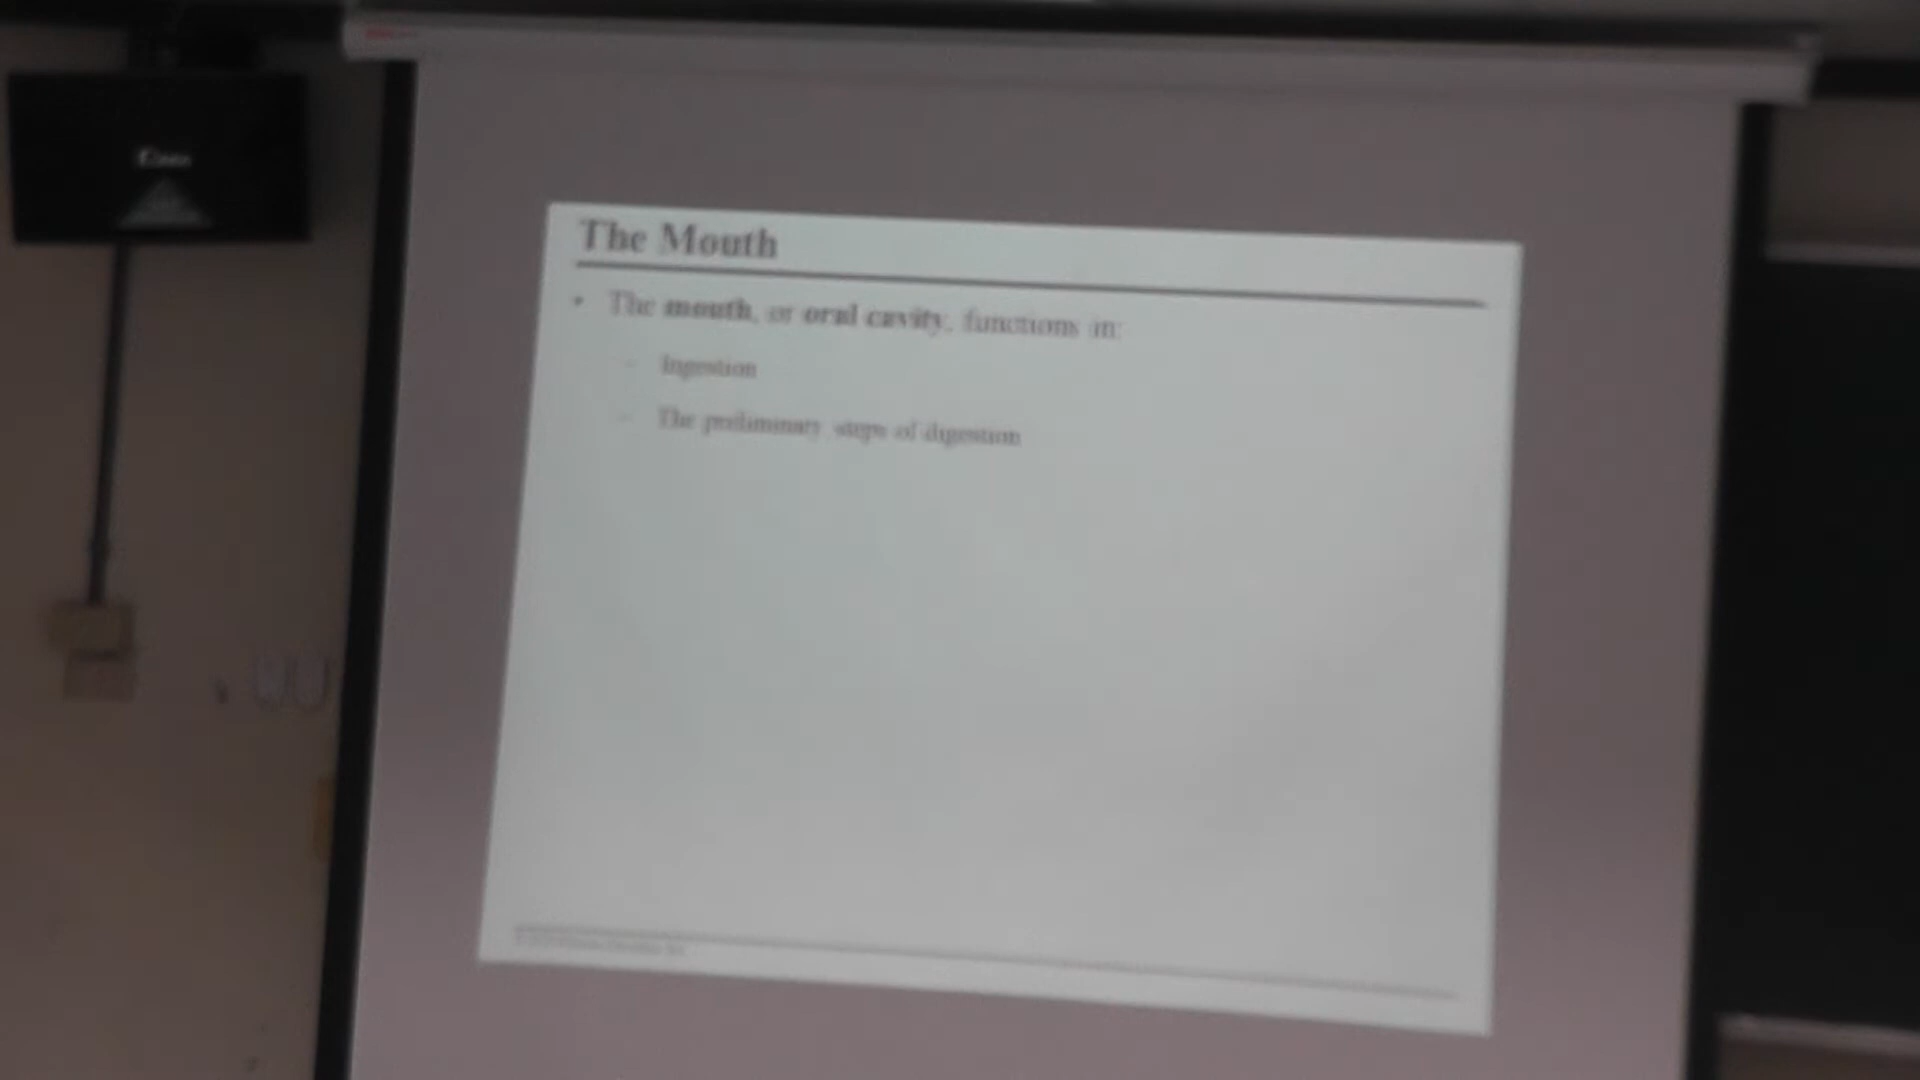 The Mouth
• The mouth, or oral cavity, functions in:
– Ingestion
– The preliminary steps of digestion